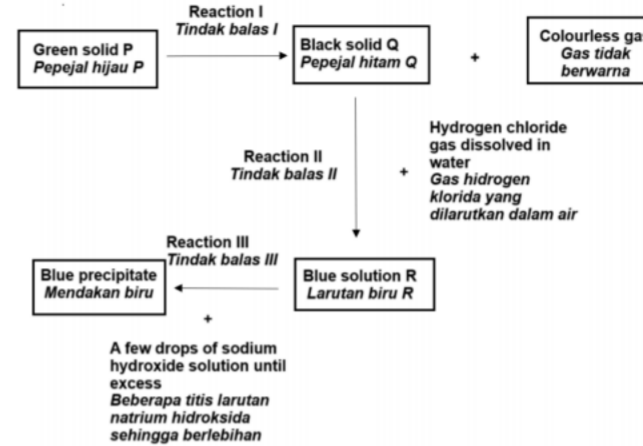 Reaction I
Tindak balas I
Green solid P
Pepejal hijau P
Black solid Q
Pepejal hitam Q
+
Colourless gas
Gas tidak
berwarna
Reaction II
Tindak balas II
+
Hydrogen chloride
gas dissolved in
water
Gas hidrogen
klorida yang
dilarutkan dalam air
Reaction III
Tindak balas III
Blue precipitate
Mendakan biru
Blue solution R
Larutan biru R
+
A few drops of sodium
hydroxide solution until
excess
Beberapa titis larutan
natrium hidroksida
sehingga berlebihan